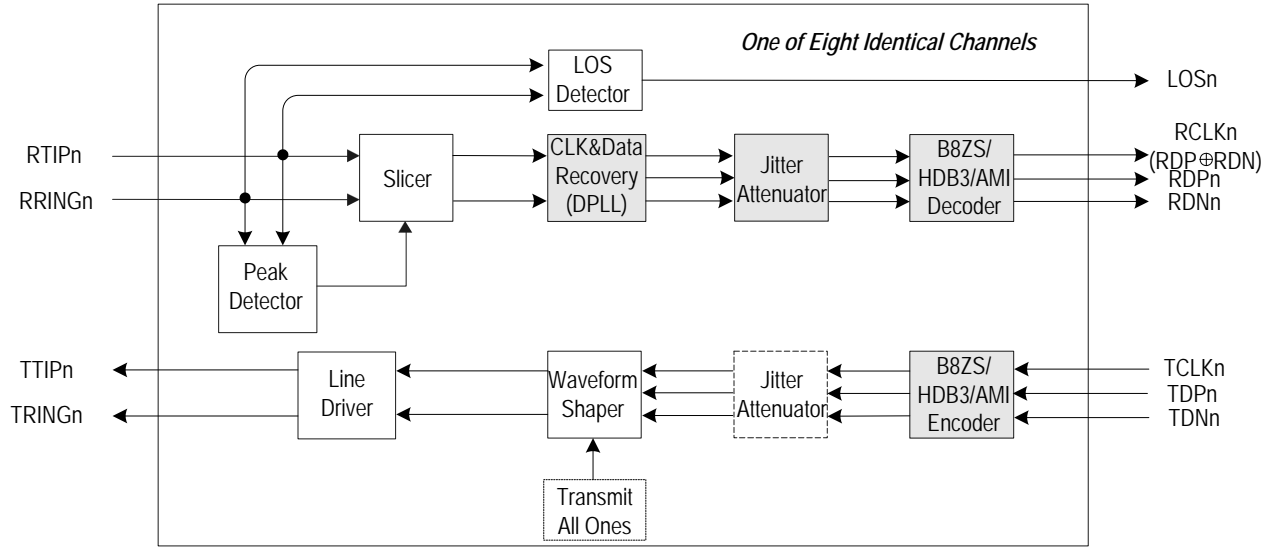 One of Eight Identical Channels
LOS
Detector
LOSn
RTIPn
RRINGn
Slicer
CLK&Data
Recovery
(DPLL)
Jitter
Attenuator
B8ZS/
HDB3/AMI
Decoder
RCLKn
(RDP⊕RDN)
RDPn
RDNn
Peak
Detector
TTIPn
TRINGn
Line
Driver
Waveform
Shaper
Jitter
Attenuator
B8ZS/
HDB3/AMI
Encoder
TCLKn
TDPn
TDNn
Transmit
All Ones